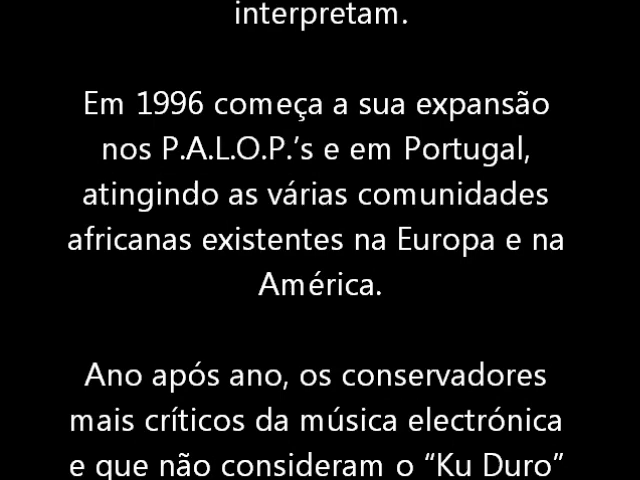 interpretam.
Em 1996 começa a sua expansão
nos P.A.L.O.P.’s e em Portugal,
atingindo as várias comunidades
africanas existentes na Europa e na
América.
Ano após ano, os conservadores
mais críticos da música electrónica
e que não consideram o “Ku Duro”